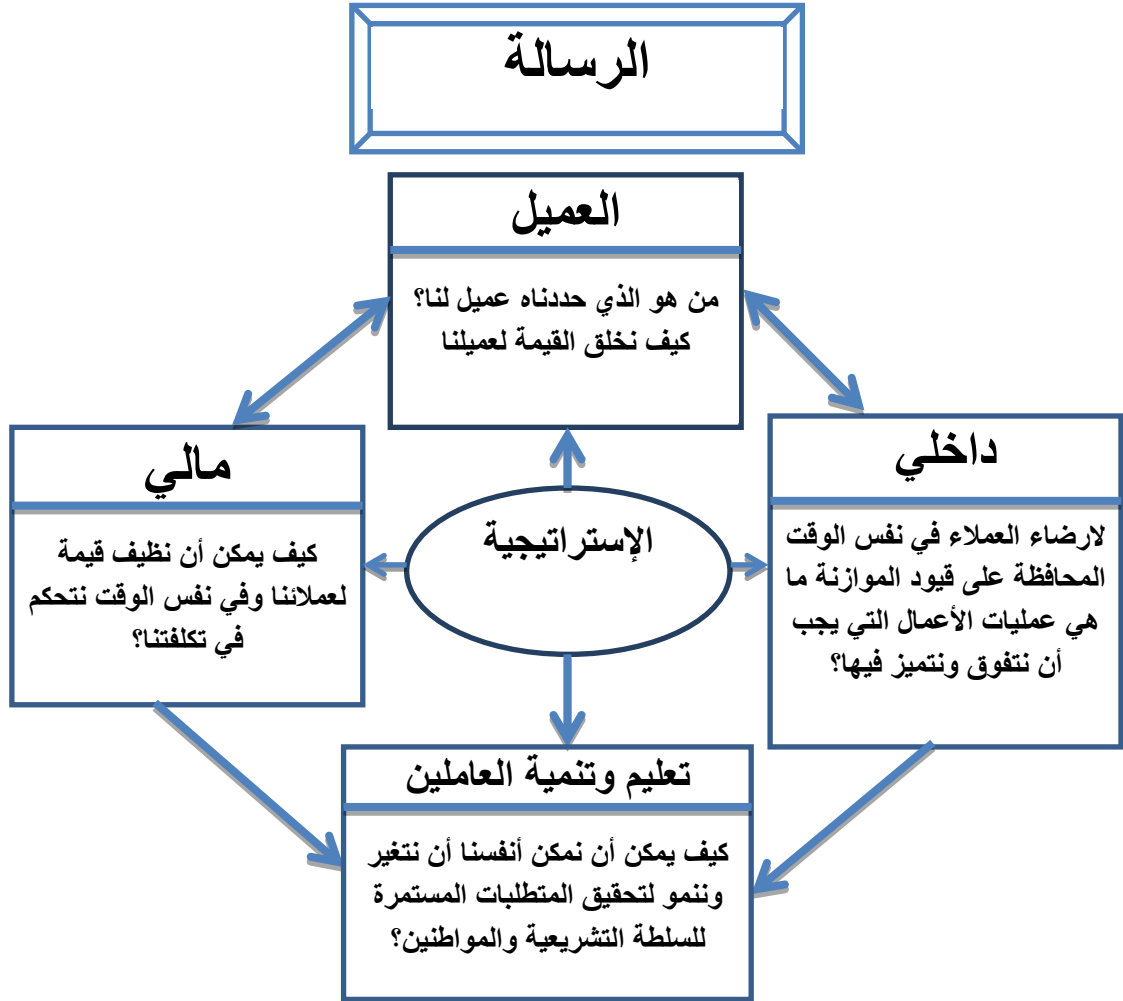 الرسالة
العميل
من هو الذي حددناه عميل لنا؟
كيف نخلق القيمة لعميلنا
داخلي
لارضاء العملاء في نفس الوقت
المحافظة على قيود الموازنة ما
هي عمليات الأعمال التي يجب
أن نتفوق ونتميز فيها؟
الإستراتيجية
مالي
كيف يمكن أن نظيف قيمة
لعملائنا وفي نفس الوقت نتحكم
في تكلفتنا؟
تعليم وتنمية العاملين
كيف يمكن أن نمكن أنفسنا أن نتغير
وننمو لتحقيق المتطلبات المستمرة
للسلطة التشريعية والمواطنين؟